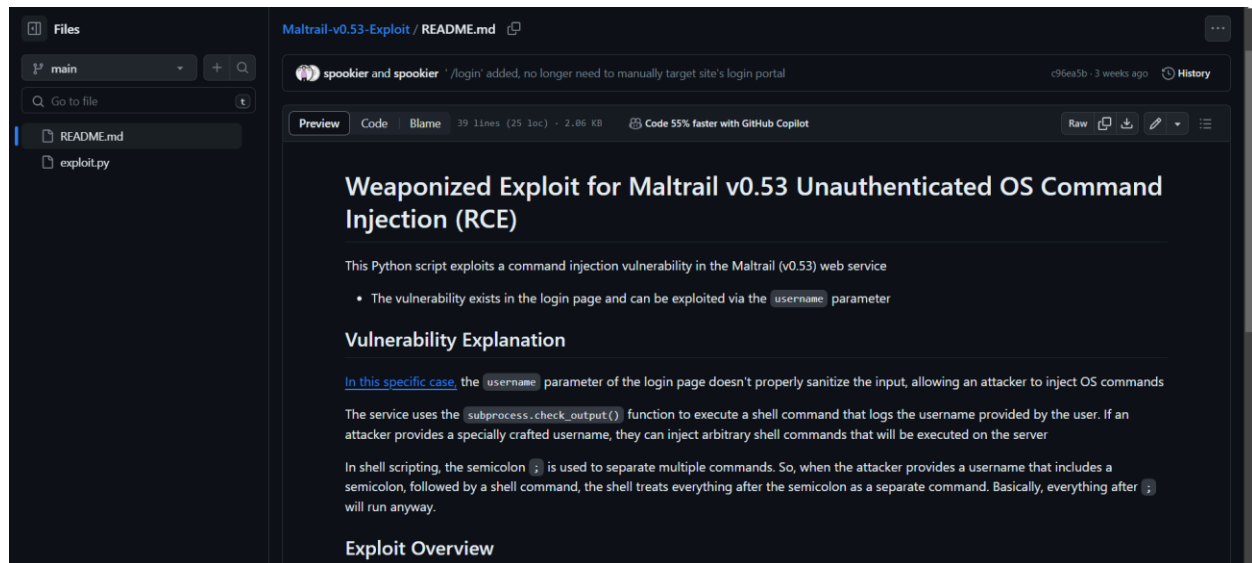 Files
Maltrail-v0.53-Exploit / README.md
main
spookier and spookier '/login' added, no longer need to manually target site's login portal
c96ea5b · 3 weeks ago
History
Go to file
t
Preview
Code
Blame
39 lines (25 loc) · 2.06 KB
Code 55% faster with GitHub Copilot
Raw
README.md
exploit.py
Weaponized Exploit for Maltrail v0.53 Unauthenticated OS Command
Injection (RCE)
This Python script exploits a command injection vulnerability in the Maltrail (v0.53) web service
• The vulnerability exists in the login page and can be exploited via the username parameter
Vulnerability Explanation
In this specific case, the username parameter of the login page doesn't properly sanitize the input, allowing an attacker to inject OS commands
The service uses the subprocess.check_output() function to execute a shell command that logs the username provided by the user. If an
attacker provides a specially crafted username, they can inject arbitrary shell commands that will be executed on the server
In shell scripting, the semicolon ; is used to separate multiple commands. So, when the attacker provides a username that includes a
semicolon, followed by a shell command, the shell treats everything after the semicolon as a separate command. Basically, everything after ;
will run anyway.
Exploit Overview